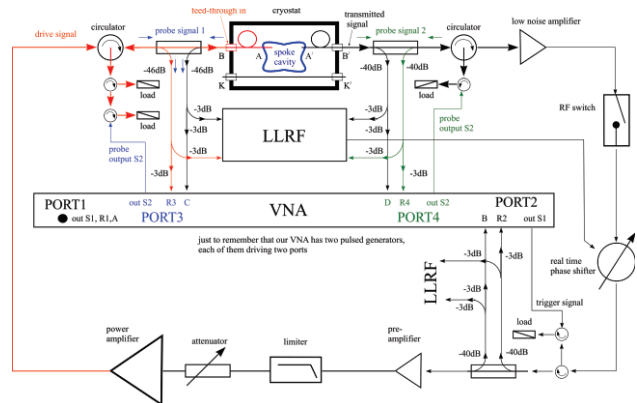 drive signal
circulator
probe signal 1
feed-through in
cryostat
transmitted
signal
probe signal 2
circulator
low noise amplifier
B
A
A'
B'
spoke
cavity
K
K'
-46dB
-46dB
-40dB
-40dB
load
load
load
-3dB
-3dB
LLRF
RF switch
probe
output S2
probe
output S2
-3dB
-3dB
-3dB
-3dB
-3dB
-3dB
PORT1
out S1, R1,A
out S2
R3
C
PORT3
VNA
D
R4
out S2
PORT4
PORT2
B
R2
out S1
just to remember that our VNA has two pulsed generators,
each of them driving two ports
LLRF
-3dB
-3dB
-3dB
trigger signal
real time
phase shifter
load
power
amplifier
attenuator
limiter
pre-
amplifier
-40dB
-40dB